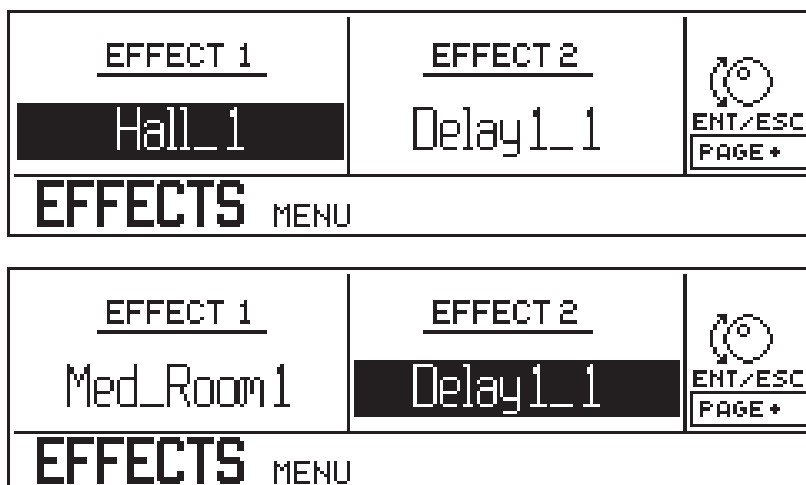 EFFECT 1 EFFECT 2
Hall_1 Delay1_1
ENT/ESC
PAGE+
EFFECTS MENU
EFFECT 1 EFFECT 2
Med_Room1 Delay1_1
ENT/ESC
PAGE+
EFFECTS MENU